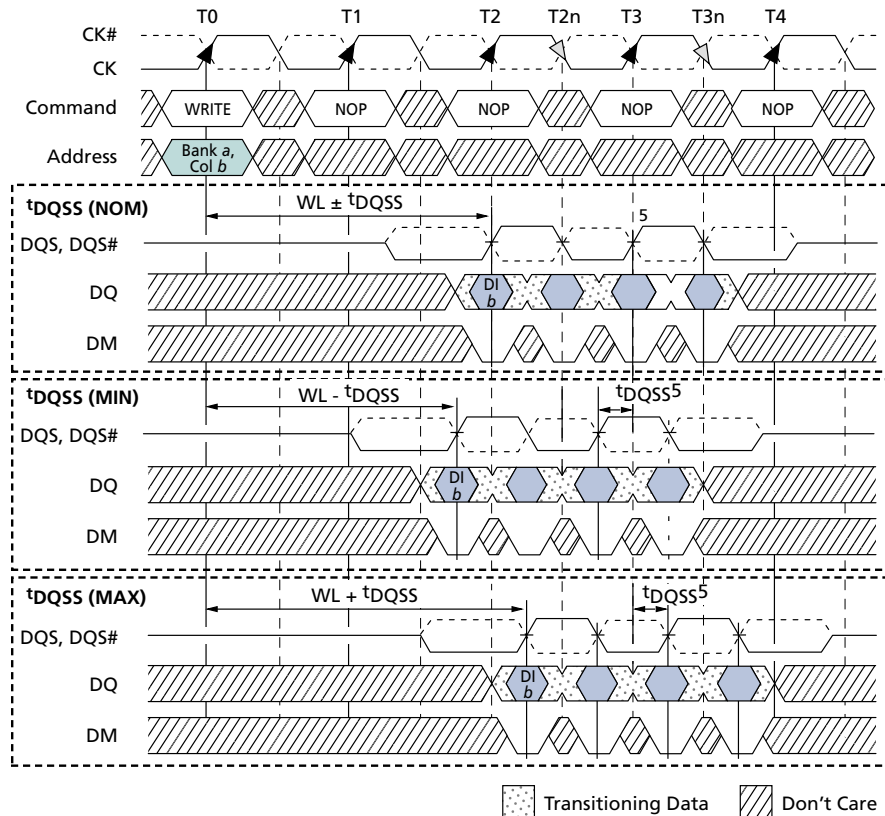 T0 T1 T2 T2n T3 T3n T4
CK#
CK
Command WRITE NOP NOP NOP NOP
Address Bank a, Col b
tDQSS (NOM) WL ± tDQSS 5
DQS, DQS#
DQ DI b
DM
tDQSS (MIN) WL - tDQSS tDQSS5
DQS, DQS#
DQ DI b
DM
tDQSS (MAX) WL + tDQSS tDQSS5
DQS, DQS#
DQ DI b
DM
Transitioning Data Don't Care